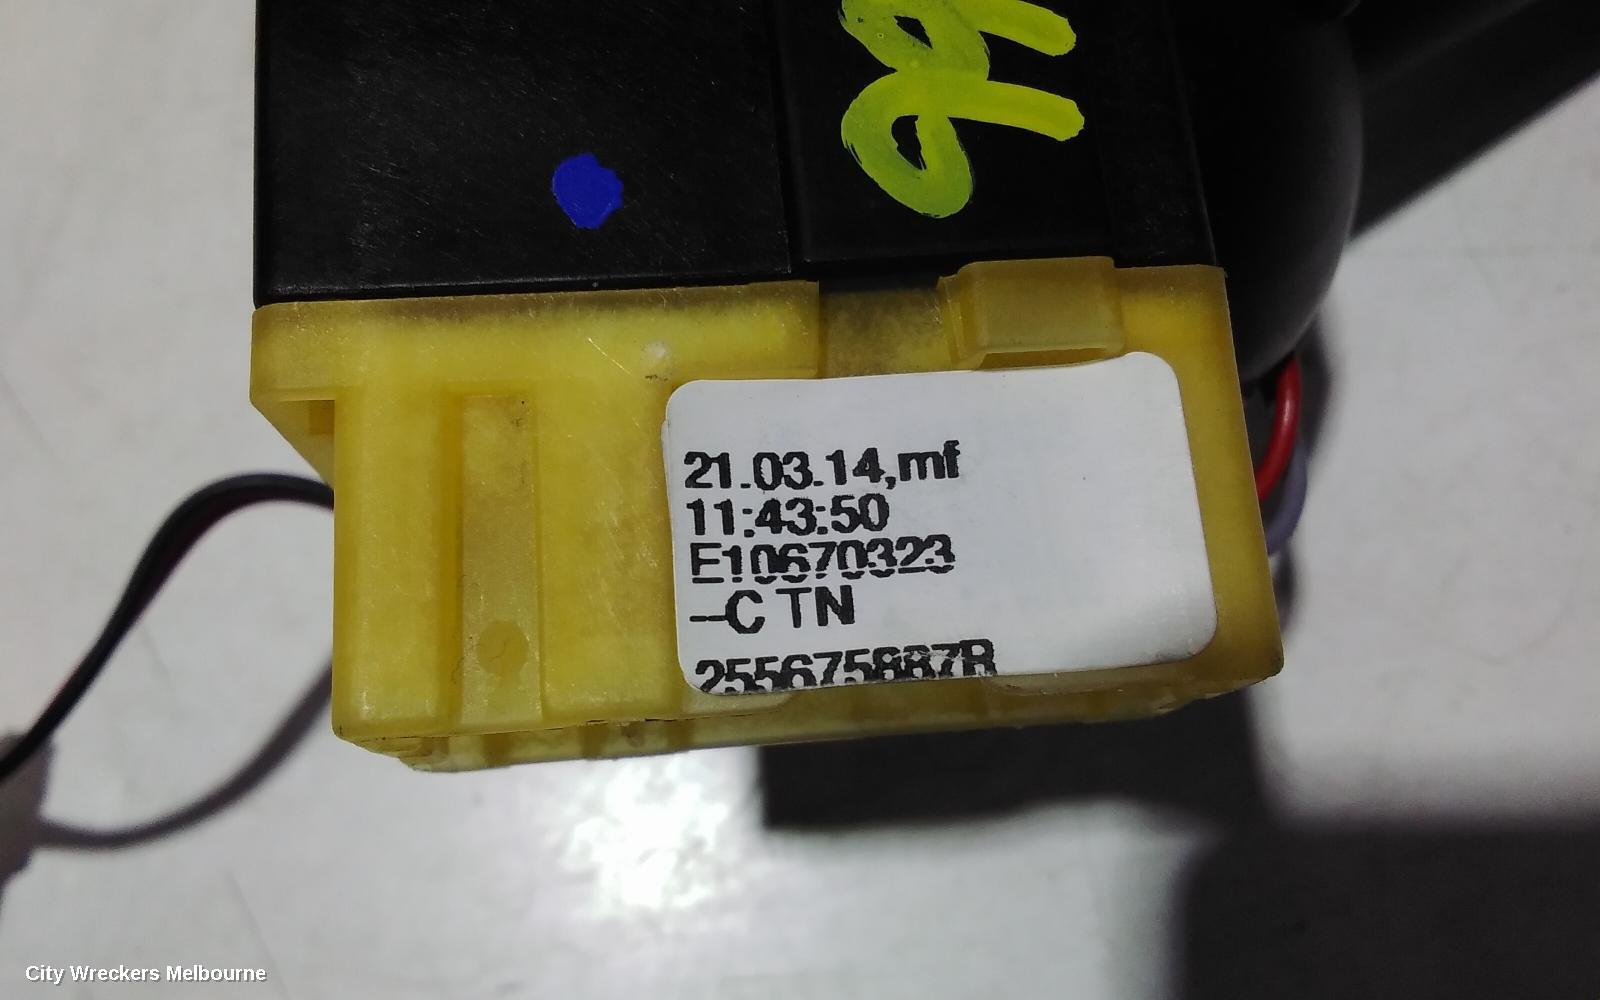 21.03.14,mf
11:43:50
E10670323
–C TN
255675887R
City Wreckers Melbourne